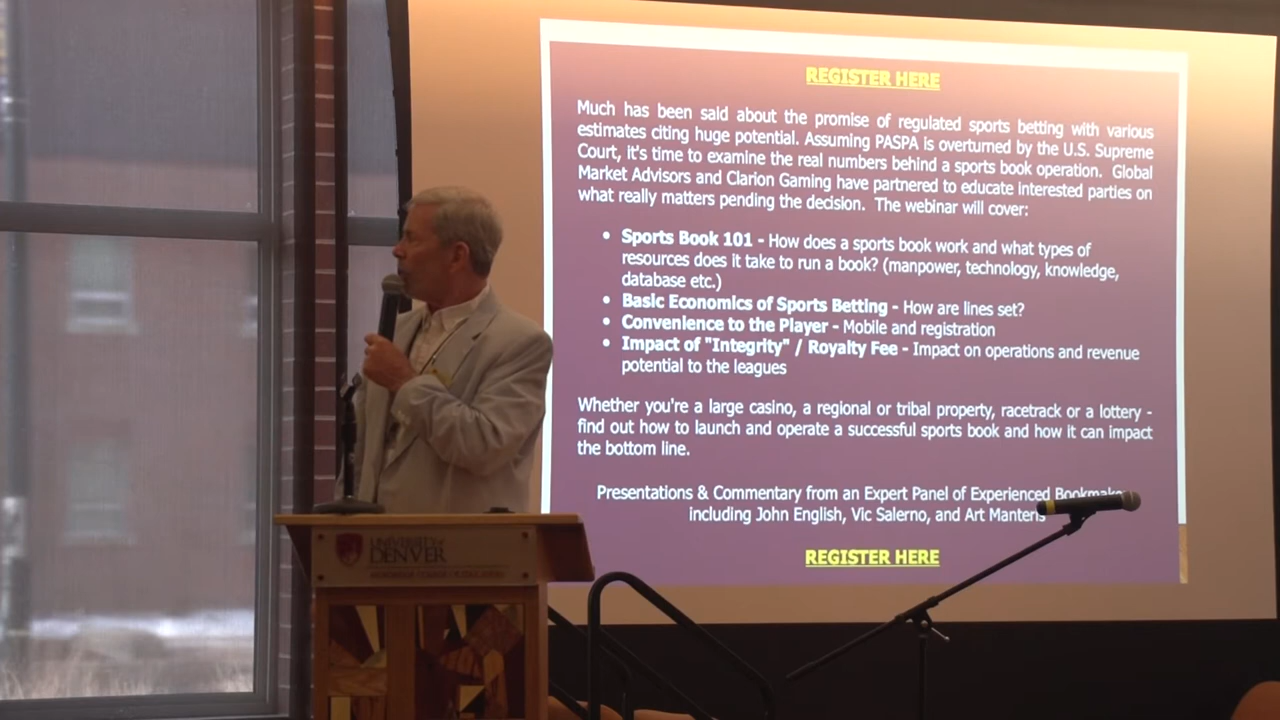 REGISTER HERE
Much has been said about the promise of regulated sports betting with various
estimates citing huge potential. Assuming PASPA is overturned by the U.S. Supreme
Court, it's time to examine the real numbers behind a sports book operation. Global
Market Advisors and Clarion Gaming have partnered to educate interested parties on
what really matters pending the decision. The webinar will cover:
• Sports Book 101 - How does a sports book work and what types of
resources does it take to run a book? (manpower, technology, knowledge,
database etc.)
• Basic Economics of Sports Betting - How are lines set?
• Convenience to the Player - Mobile and registration
• Impact of "Integrity" / Royalty Fee - Impact on operations and revenue
potential to the leagues
Whether you're a large casino, a regional or tribal property, racetrack or a lottery -
find out how to launch and operate a successful sports book and how it can impact
the bottom line.
Presentations & Commentary from an Expert Panel of Experienced
including John English, Vic Salerno, and Art Manteris
REGISTER HERE
UNIVERSITY of
DENVER